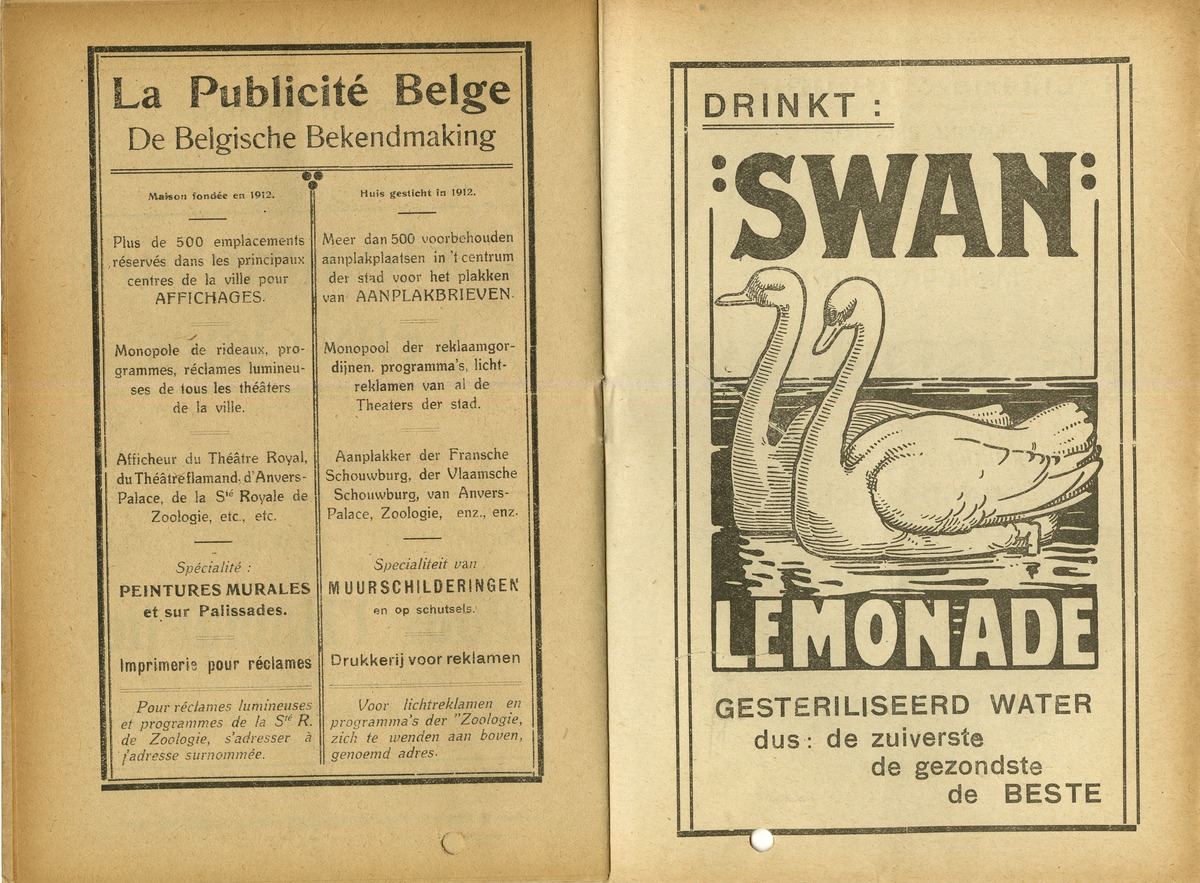 La Publicité Belge
De Belgische Bekendmaking
Maison fondée en 1912.
Plus de 500 emplacements
réservés dans les principaux
centres de la ville pour
AFFICHAGES.
Monopole de rideaux, pro-
grammes, réclames lumineu-
ses de tous les théâters
de la ville.
Afficheur du Théâtre Royal,
du Théâtre flamand, d'Anvers-
Palace, de la Sté Royale de
Zoologie, etc., etc.
Spécialité :
PEINTURES MURALES
et sur Palissades.
Imprimerie pour réclames
Pour réclames lumineuses
et programmes de la Sté R.
de Zoologie, s'adresser à
l'adresse surnommée.
Huis gesticht in 1912.
Meer dan 500 voorbehouden
aanplakplaatsen in 't centrum
der stad voor het plakken
van AANPLAKBRIEVEN.
Monopool der reklaamgor-
dijnen, programma's, licht-
reklamen van al de
Theaters der stad.
Aanplakker der Fransche
Schouwburg, der Vlaamsche
Schouwburg, van Anvers-
Palace, Zoologie, enz., enz.
Specialiteit van
MUURSCHILDERINGEN
en op schutsels.
Drukkerij voor reklamen
Voor lichtreklamen en
programma's der "Zoologie,
zich te wenden aan boven,
genoemd adres.
DRINKT :
:SWAN:
LEMONADE
GESTERILISEERD WATER
dus : de zuiverste
de gezondste
de BESTE